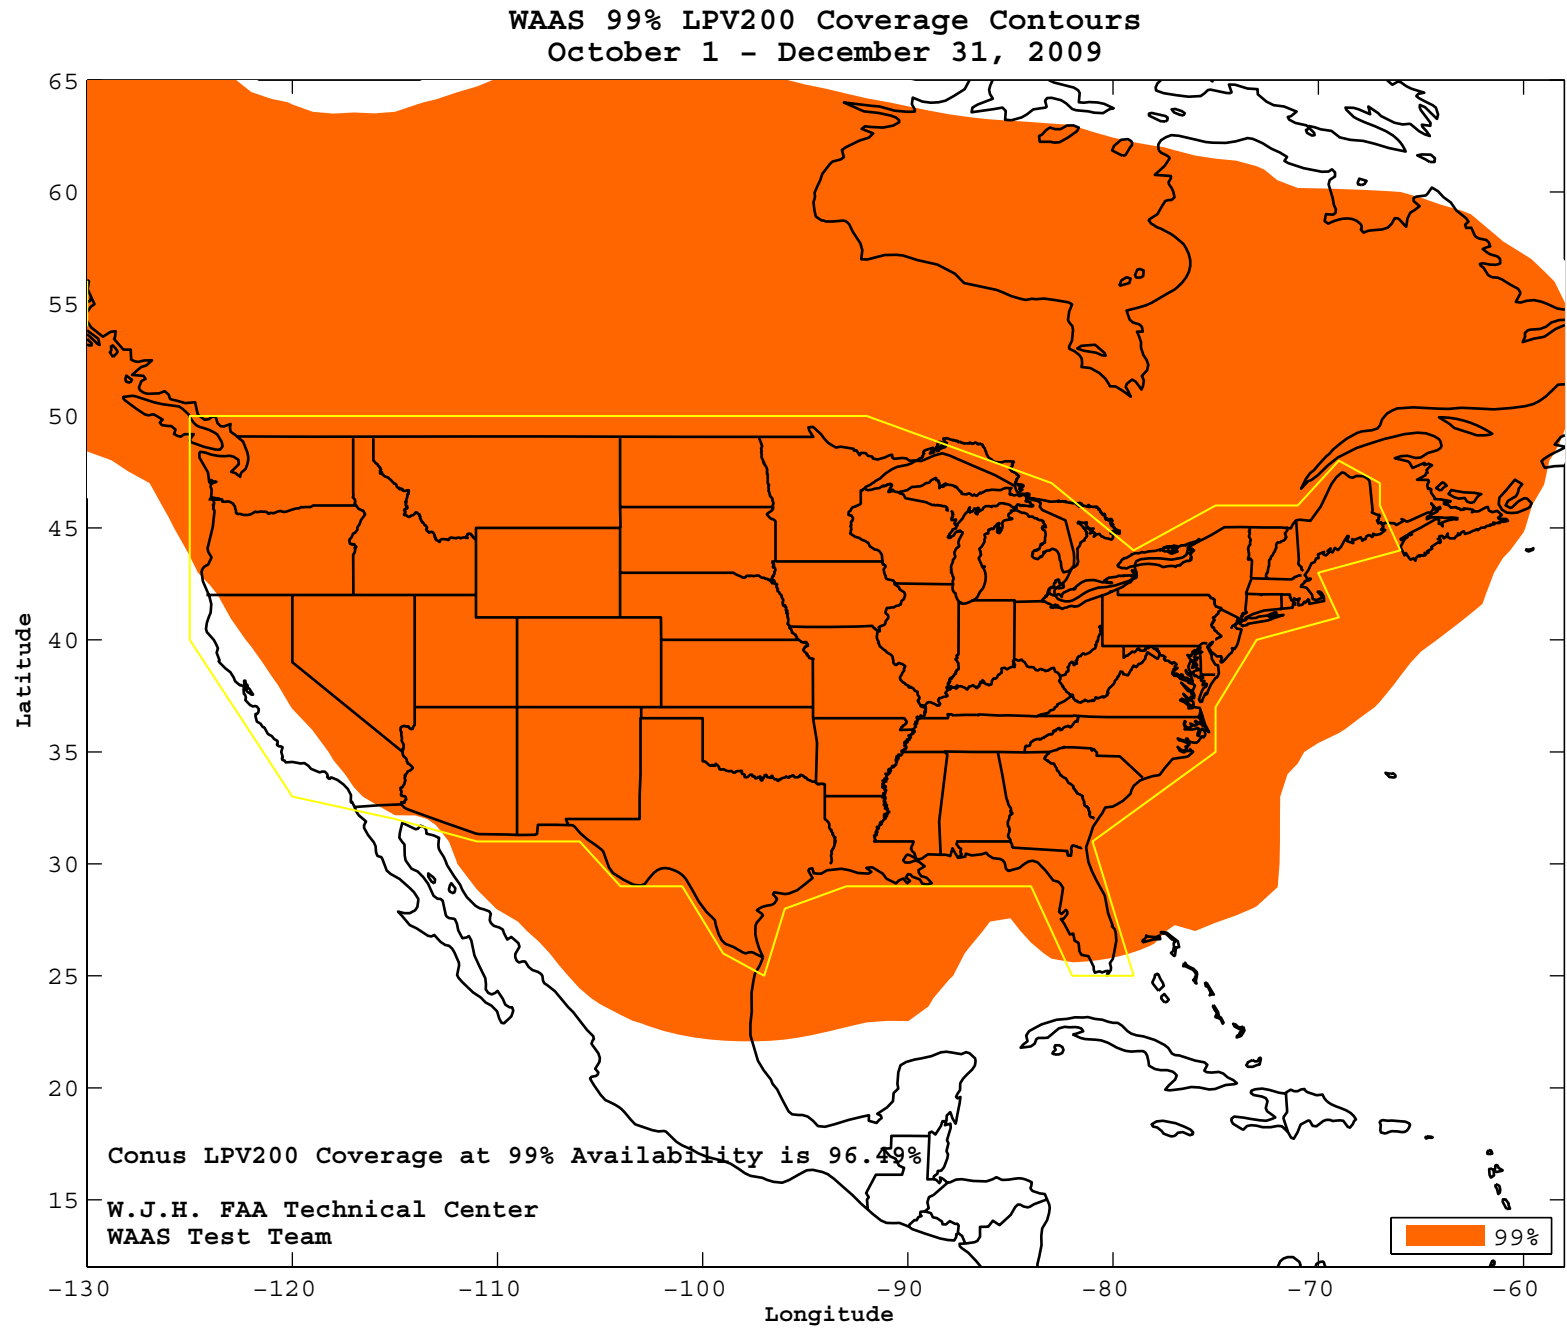 WAAS 99% LPV200 Coverage Contours
October 1 – December 31, 2009
65
60
55
50
45
40
35
30
25
20
15
Latitude
Conus LPV200 Coverage at 99% Availability is 96.49%
W.J.H. FAA Technical Center
WAAS Test Team
99%
−130 −120 −110 −100 −90 −80 −70 −60
Longitude